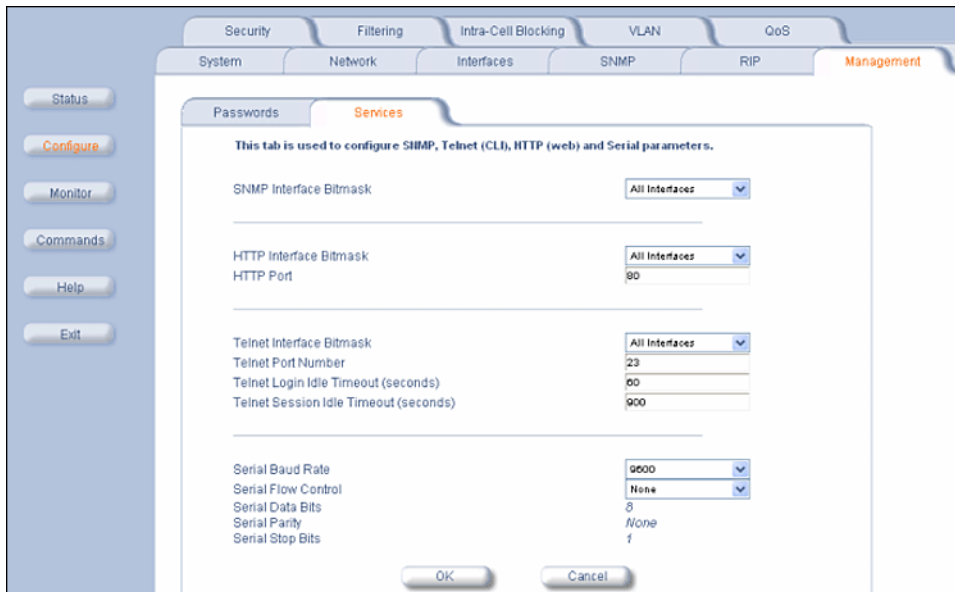 Security Filtering Intra-Cell Blocking VLAN QoS
System Network Interfaces SNMP RIP Management
Status
Configure
Monitor
Commands
Help
Exit
Passwords Services
This tab is used to configure SNMP, Telnet (CLI), HTTP (web) and Serial parameters.
SNMP Interface Bitmask All Interfaces
HTTP Interface Bitmask All Interfaces
HTTP Port 80
Telnet Interface Bitmask All Interfaces
Telnet Port Number 23
Telnet Login Idle Timeout (seconds) 60
Telnet Session Idle Timeout (seconds) 900
Serial Baud Rate 9600
Serial Flow Control None
Serial Data Bits 8
Serial Parity None
Serial Stop Bits 1
OK Cancel